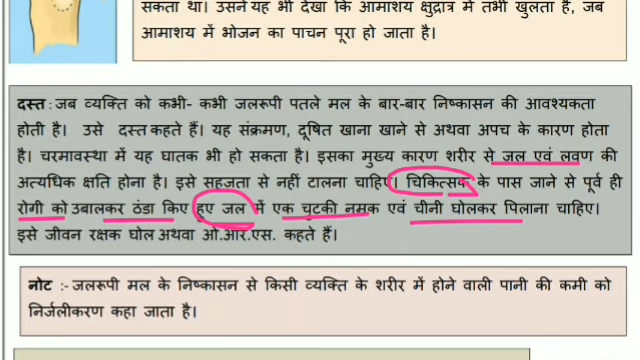 सकता था। उसने यह भी देखा कि आमाशय क्षुद्रांत्र में तभी खुलता है, जब
आमाशय में भोजन का पाचन पूरा हो जाता है।
दस्त : जब व्यक्ति को कभी- कभी जलरूपी पतले मल के बार-बार निष्कासन की आवश्यकता
होती है। उसे दस्त कहते हैं। यह संक्रमण, दूषित खाना खाने से अथवा अपच के कारण होता
है। चरमावस्था में यह घातक भी हो सकता है। इसका मुख्य कारण शरीर से जल एवं लवण की
अत्यधिक क्षति होना है। इसे सहजता से नहीं टालना चाहिए। चिकित्सक के पास जाने से पूर्व ही
रोगी को उबालकर ठंडा किए हुए जल में एक चुटकी नमक एवं चीनी घोलकर पिलाना चाहिए।
इसे जीवन रक्षक घोल अथवा ओ.आर.एस. कहते हैं।
नोट :- जलरूपी मल के निष्कासन से किसी व्यक्ति के शरीर में होने वाली पानी की कमी को
निर्जलीकरण कहा जाता है।